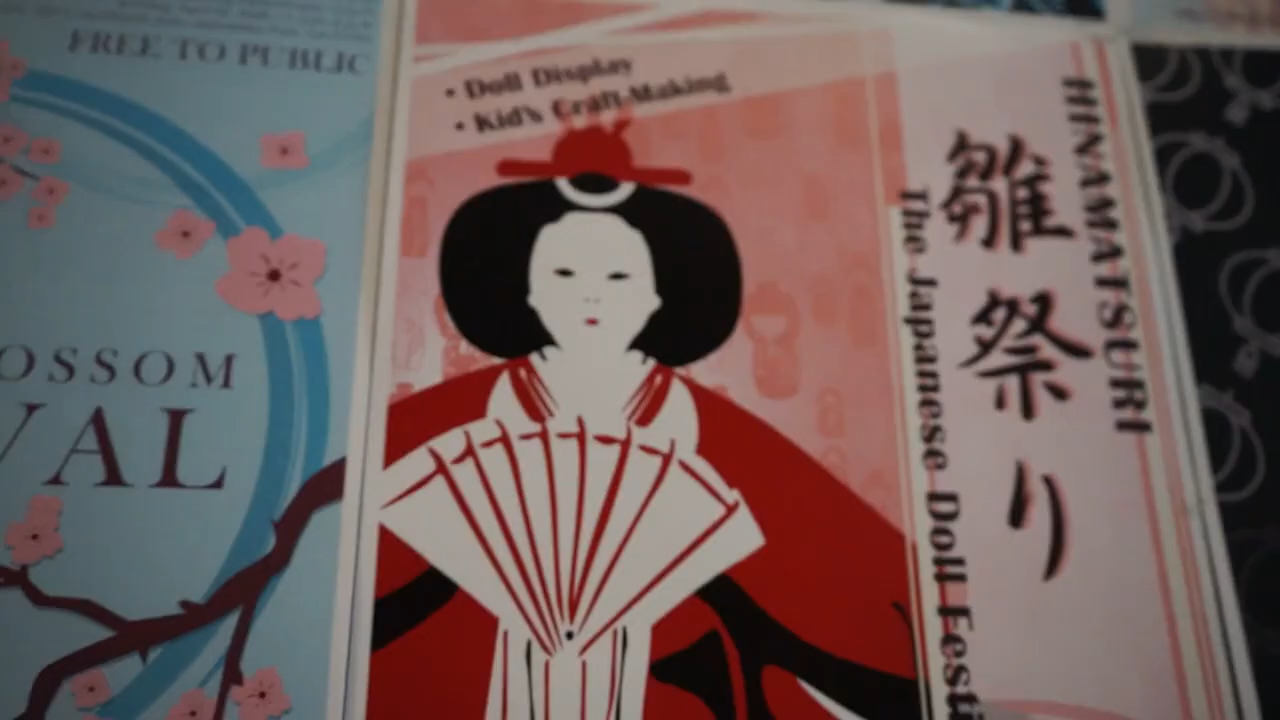 FREE TO PUBLIC
OSSOM
VAL
• Doll Display
• Kid's Craft-Making
HINAMATSURI
雛祭り
The Japanese Doll Festi